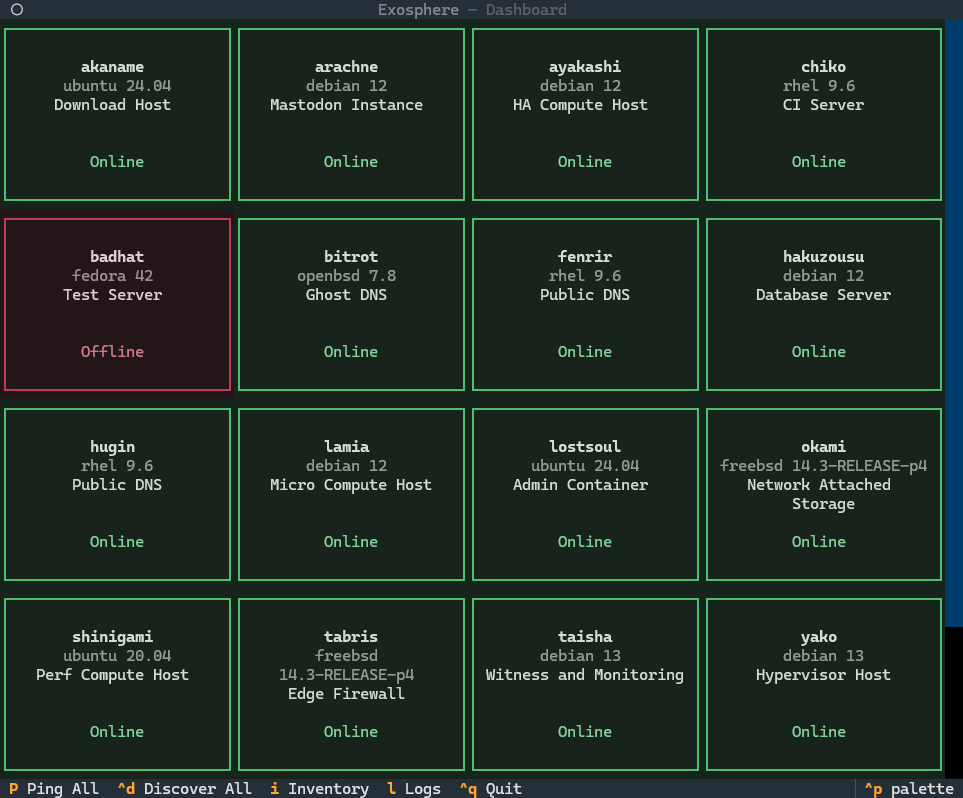 Exosphere — Dashboard
akaname
ubuntu 24.04
Download Host
Online
arachne
debian 12
Mastodon Instance
Online
ayakashi
debian 12
HA Compute Host
Online
chiko
rhel 9.6
CI Server
Online
badhat
fedora 42
Test Server
Offline
bitrot
openbsd 7.8
Ghost DNS
Online
fenrir
rhel 9.6
Public DNS
Online
hakuzousu
debian 12
Database Server
Online
hugin
rhel 9.6
Public DNS
Online
lamia
debian 12
Micro Compute Host
Online
lostsoul
ubuntu 24.04
Admin Container
Online
okami
freebsd 14.3-RELEASE-p4
Network Attached
Storage
Online
shinigami
ubuntu 20.04
Perf Compute Host
Online
tabris
freebsd
14.3-RELEASE-p4
Edge Firewall
Online
taisha
debian 13
Witness and Monitoring
Online
yako
debian 13
Hypervisor Host
Online
P Ping All ^d Discover All i Inventory l Logs ^q Quit ^p palette